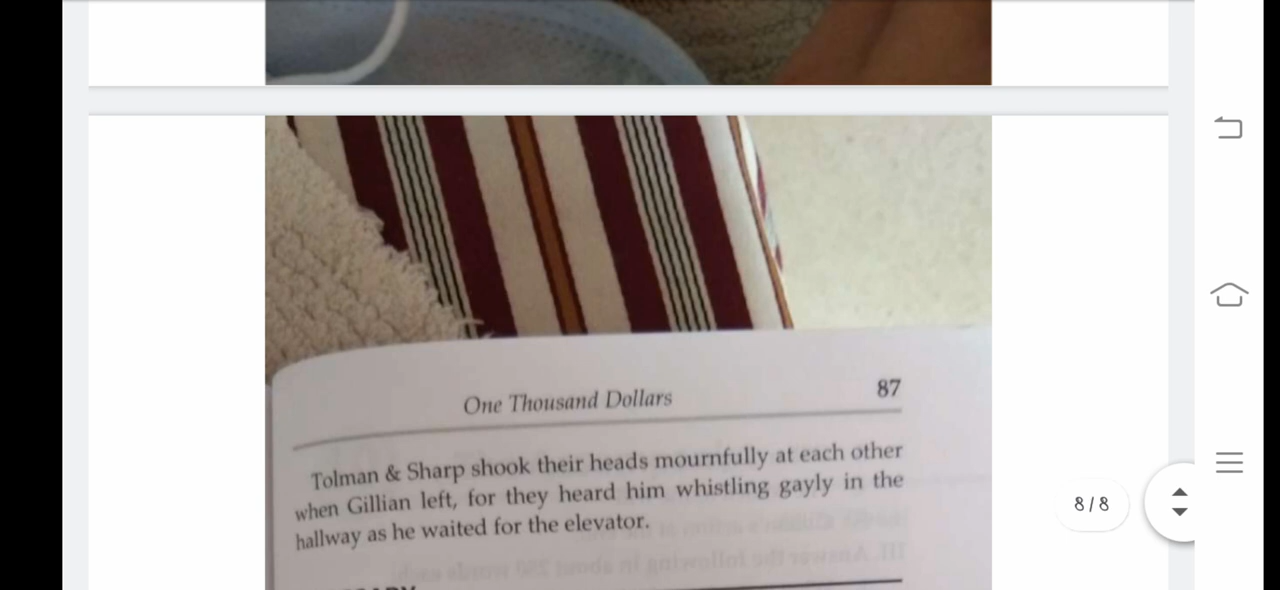 One Thousand Dollars 87
Tolman & Sharp shook their heads mournfully at each other
when Gillian left, for they heard him whistling gayly in the
hallway as he waited for the elevator.
8/8